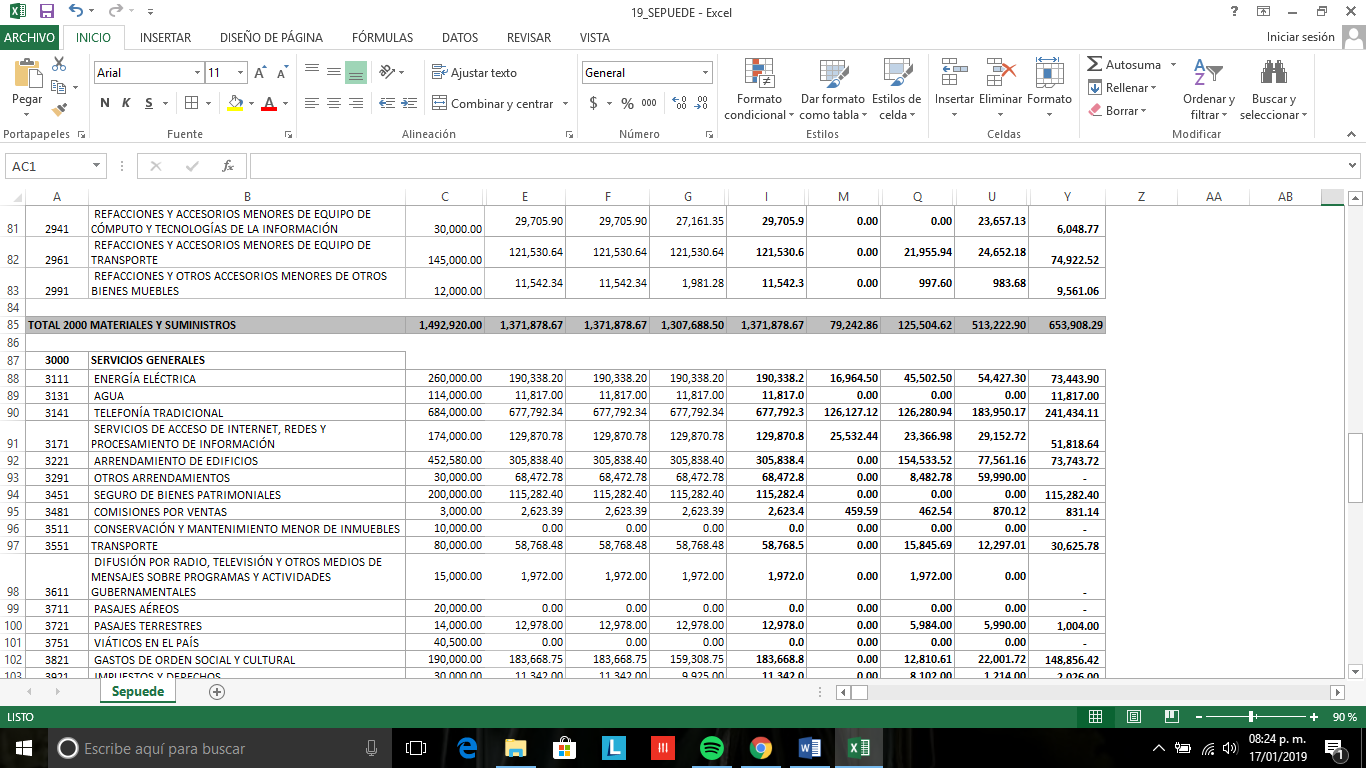 19_SEPUEDE - Excel
ARCHIVO INICIO INSERTAR DISEÑO DE PÁGINA FÓRMULAS DATOS REVISAR VISTA Iniciar sesión
Arial 11 Ajustar texto General Autosuma
Rellenar
Pegar N K S Combinar y centrar $ % 000 Formato condicional Dar formato como tabla Estilos de celda Insertar Eliminar Formato Borrar Ordenar y filtrar Buscar y seleccionar
Portapapeles Fuente Alineación Número Estilos Celdas Modificar
AC1 fx
A B C E F G I M Q U Y Z AA AB
81 2941 REFACCIONES Y ACCESORIOS MENORES DE EQUIPO DE
CÓMPUTO Y TECNOLOGÍAS DE LA INFORMACIÓN 30,000.00 29,705.90 29,705.90 27,161.35 29,705.9 0.00 0.00 23,657.13 6,048.77
82 2961 REFACCIONES Y ACCESORIOS MENORES DE EQUIPO DE
TRANSPORTE 145,000.00 121,530.64 121,530.64 121,530.64 121,530.6 0.00 21,955.94 24,652.18 74,922.52
83 2991 REFACCIONES Y OTROS ACCESORIOS MENORES DE OTROS
BIENES MUEBLES 12,000.00 11,542.34 11,542.34 1,981.28 11,542.3 0.00 997.60 983.68 9,561.06
84
85 TOTAL 2000 MATERIALES Y SUMINISTROS 1,492,920.00 1,371,878.67 1,371,878.67 1,307,688.50 1,371,878.67 79,242.86 125,504.62 513,222.90 653,908.29
86
87 3000 SERVICIOS GENERALES
88 3111 ENERGÍA ELÉCTRICA 260,000.00 190,338.20 190,338.20 190,338.20 190,338.2 16,964.50 45,502.50 54,427.30 73,443.90
89 3131 AGUA 114,000.00 11,817.00 11,817.00 11,817.00 11,817.0 0.00 0.00 0.00 11,817.00
90 3141 TELEFONÍA TRADICIONAL 684,000.00 677,792.34 677,792.34 677,792.34 677,792.3 126,127.12 126,280.94 183,950.17 241,434.11
91 3171 SERVICIOS DE ACCESO DE INTERNET, REDES Y
PROCESAMIENTO DE INFORMACIÓN 174,000.00 129,870.78 129,870.78 129,870.78 129,870.8 25,532.44 23,366.98 29,152.72 51,818.64
92 3221 ARRENDAMIENTO DE EDIFICIOS 452,580.00 305,838.40 305,838.40 305,838.40 305,838.4 0.00 154,533.52 77,561.16 73,743.72
93 3291 OTROS ARRENDAMIENTOS 30,000.00 68,472.78 68,472.78 68,472.78 68,472.8 0.00 8,482.78 59,990.00 -
94 3451 SEGURO DE BIENES PATRIMONIALES 200,000.00 115,282.40 115,282.40 115,282.40 115,282.4 0.00 0.00 0.00 115,282.40
95 3481 COMISIONES POR VENTAS 3,000.00 2,623.39 2,623.39 2,623.39 2,623.4 459.59 462.54 870.12 831.14
96 3511 CONSERVACIÓN Y MANTENIMIENTO MENOR DE INMUEBLES 10,000.00 0.00 0.00 0.00 0.0 0.00 0.00 0.00 -
97 3551 TRANSPORTE 80,000.00 58,768.48 58,768.48 58,768.48 58,768.5 0.00 15,845.69 12,297.01 30,625.78
98 3611 DIFUSIÓN POR RADIO, TELEVISIÓN Y OTROS MEDIOS DE
MENSAJES SOBRE PROGRAMAS Y ACTIVIDADES
GUBERNAMENTALES 15,000.00 1,972.00 1,972.00 1,972.00 1,972.0 0.00 1,972.00 0.00 -
99 3711 PASAJES AÉREOS 20,000.00 0.00 0.00 0.00 0.0 0.00 0.00 0.00 -
100 3721 PASAJES TERRESTRES 14,000.00 12,978.00 12,978.00 12,978.00 12,978.0 0.00 5,984.00 5,990.00 1,004.00
101 3751 VIÁTICOS EN EL PAÍS 40,500.00 0.00 0.00 0.00 0.0 0.00 0.00 0.00 -
102 3821 GASTOS DE ORDEN SOCIAL Y CULTURAL 190,000.00 183,668.75 183,668.75 159,308.75 183,668.8 0.00 12,810.61 22,001.72 148,856.42
103 3921 IMPUESTOS Y DERECHOS 30,000.00 11,342.00 11,342.00 9,925.00 11,342.0 0.00 8,102.00 1,214.00 2,026.00
Sepuede
LISTO 90 %
Escribe aquí para buscar 08:24 p. m.
17/01/2019 1